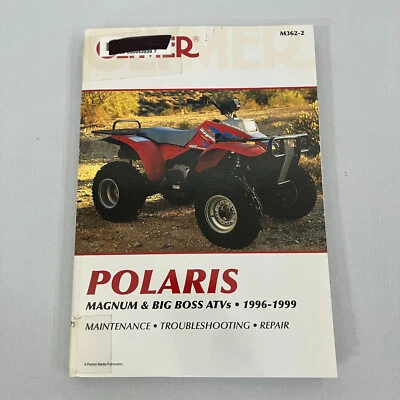 M362-2
POLARIS
MAGNUM & BIG BOSS ATVs • 1996-1999
MAINTENANCE • TROUBLESHOOTING • REPAIR